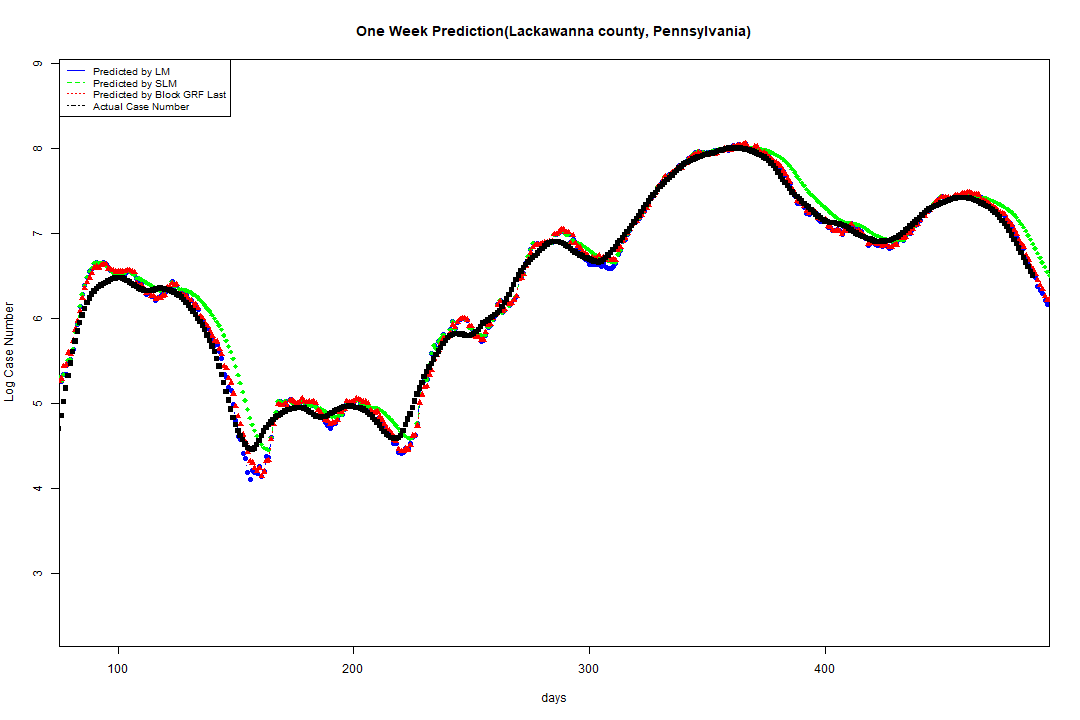 One Week Prediction(Lackawanna county, Pennsylvania)
Predicted by LM
Predicted by SLM
Predicted by Block GRF Last
Actual Case Number
Log Case Number
9
8
7
6
5
4
3
100 200 300 400
days